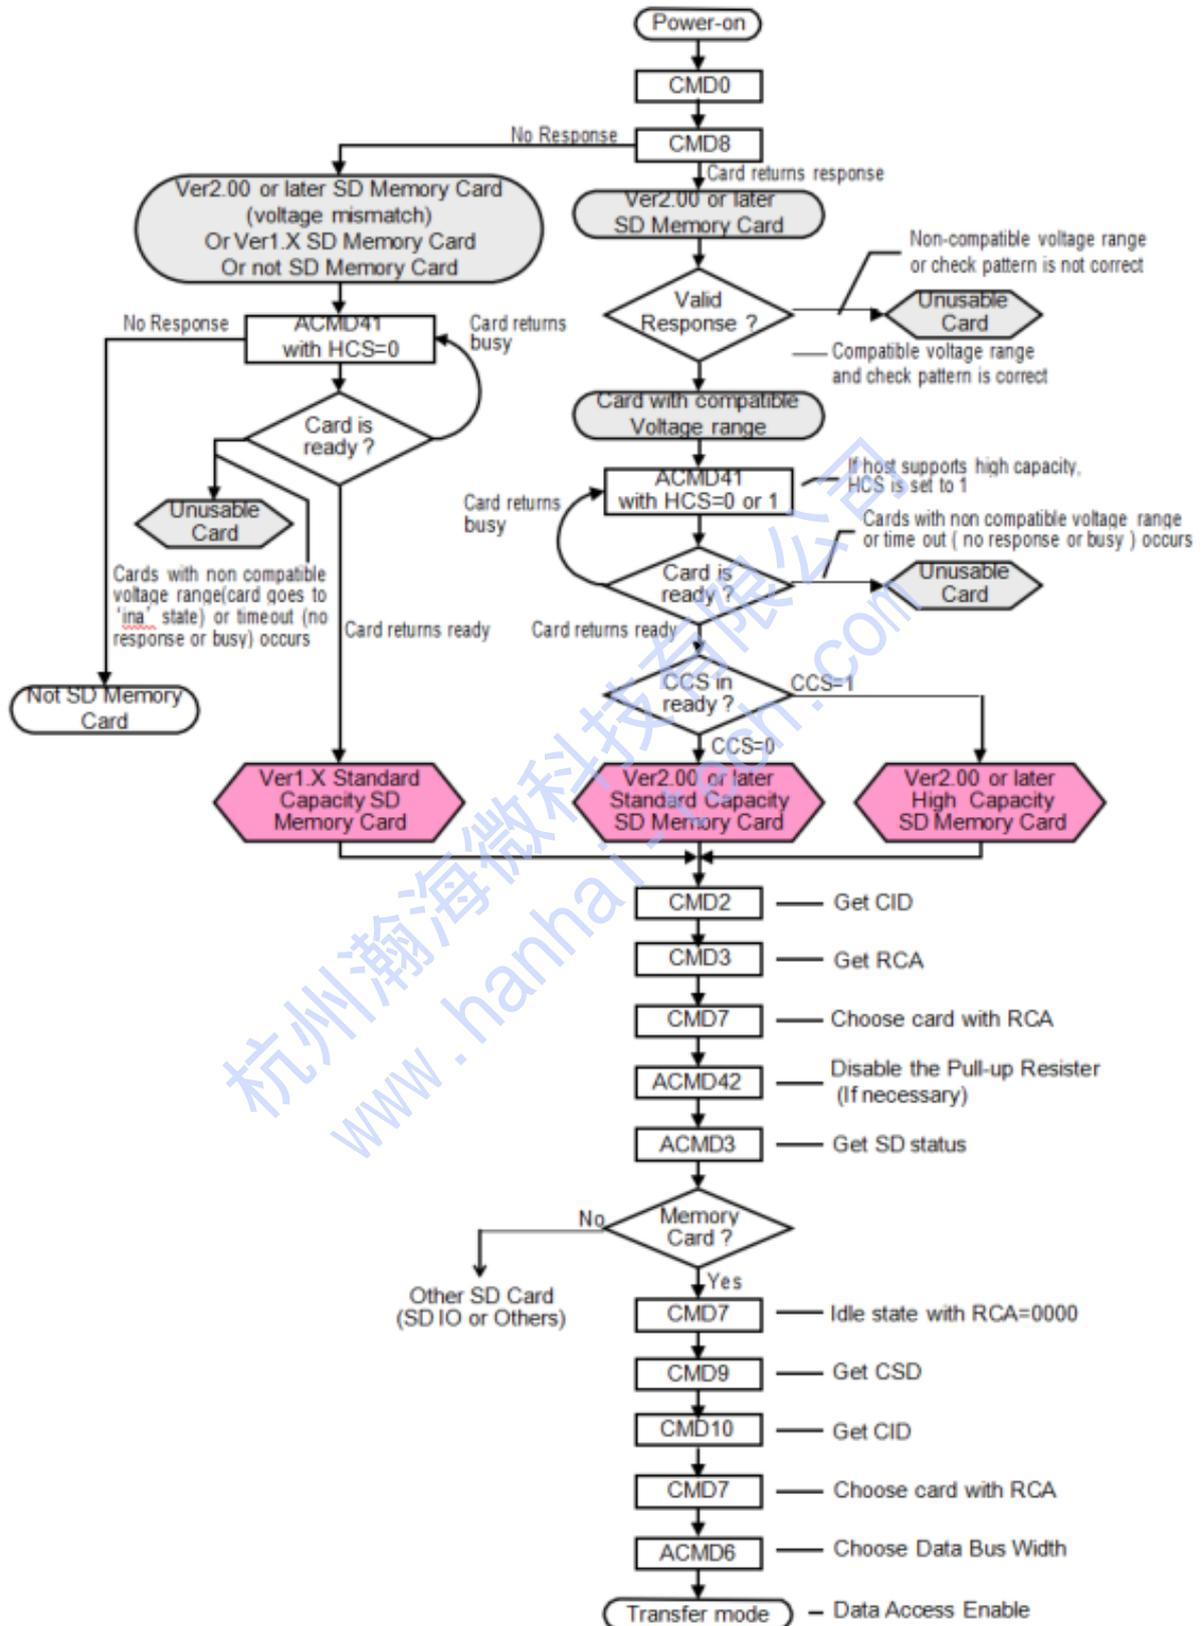 Power-on
CMD0
CMD8
No Response
Card returns response
Ver2.00 or later SD Memory Card
(voltage mismatch)
Or Ver1.X SD Memory Card
Or not SD Memory Card
Ver2.00 or later
SD Memory Card
Non-compatible voltage range
or check pattern is not correct
Valid
Response ?
Unusable
Card
Compatible voltage range
and check pattern is correct
No Response
ACMD41
with HCS=0
Card returns
busy
Card is
ready ?
Unusable
Card
Cards with non compatible
voltage range(card goes to
'ina' state) or timeout (no
response or busy) occurs
Card returns ready
Not SD Memory
Card
Card with compatible
Voltage range
ACMD41
with HCS=0 or 1
If host supports high capacity,
HCS is set to 1
Card returns
busy
Cards with non compatible voltage range
or time out ( no response or busy ) occurs
Card is
ready ?
Unusable
Card
Card returns ready
CCS in
ready ?
CCS=1
CCS=0
Ver1.X Standard
Capacity SD
Memory Card
Ver2.00 or later
Standard Capacity
SD Memory Card
Ver2.00 or later
High Capacity
SD Memory Card
CMD2
Get CID
CMD3
Get RCA
CMD7
Choose card with RCA
ACMD42
Disable the Pull-up Resister
(If necessary)
ACMD3
Get SD status
Memory
Card ?
No
Yes
Other SD Card
(SD IO or Others)
CMD7
Idle state with RCA=0000
CMD9
Get CSD
CMD10
Get CID
CMD7
Choose card with RCA
ACMD6
Choose Data Bus Width
Transfer mode
Data Access Enable
杭州瀚海微科技有限公司
www.hanhai-tech.com